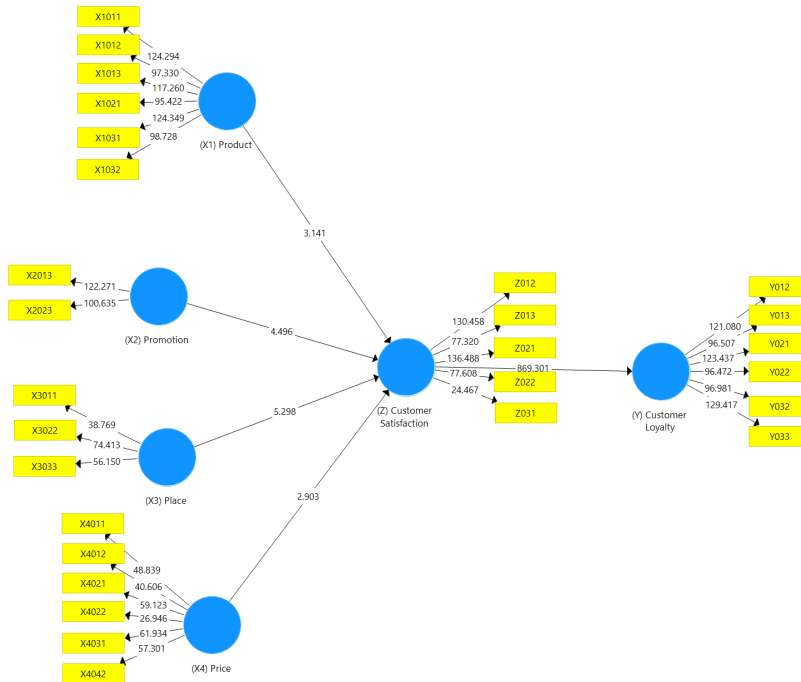 X1011
X1012
X1013
X1021
X1031
X1032
124.294
97.330
117.260
95.422
124.349
98.728
(X1) Product
3.141
X2013
X2023
122.271
100.635
(X2) Promotion
4.496
X3011
X3022
X3033
38.769
74.413
56.150
(X3) Place
5.298
X4011
X4012
X4021
X4022
X4031
X4042
48.839
40.606
59.123
26.946
61.934
57.301
(X4) Price
2.903
Z012
Z013
Z021
Z022
Z031
130.458
77.320
136.488
77.608
24.467
(Z) Customer
Satisfaction
869.301
Y012
Y013
Y021
Y022
Y032
Y033
121.080
96.507
123.437
96.472
96.981
129.417
(Y) Customer
Loyalty